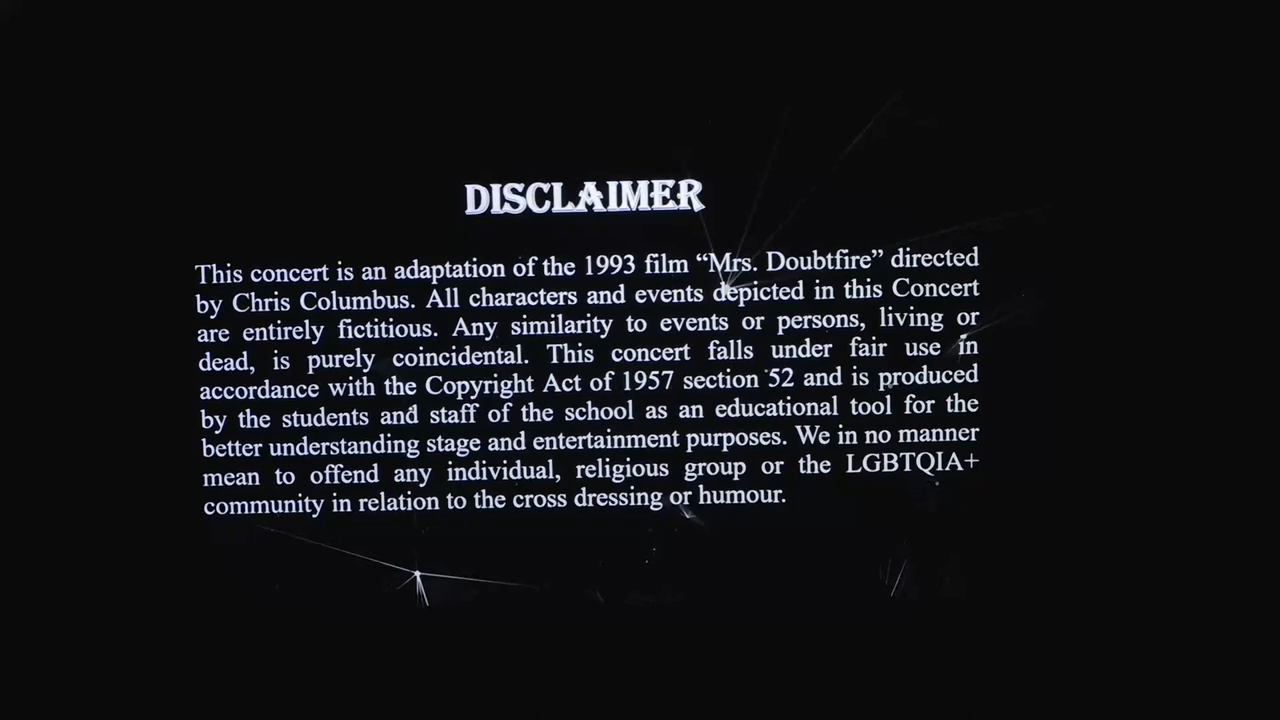 DISCLAIMER
This concert is an adaptation of the 1993 film “Mrs. Doubtfire” directed
by Chris Columbus. All characters and events depicted in this Concert
are entirely fictitious. Any similarity to events or persons, living or
dead, is purely coincidental. This concert falls under fair use in
accordance with the Copyright Act of 1957 section 52 and is produced
by the students and staff of the school as an educational tool for the
better understanding stage and entertainment purposes. We in no manner
mean to offend any individual, religious group or the LGBTQIA+
community in relation to the cross dressing or humour.